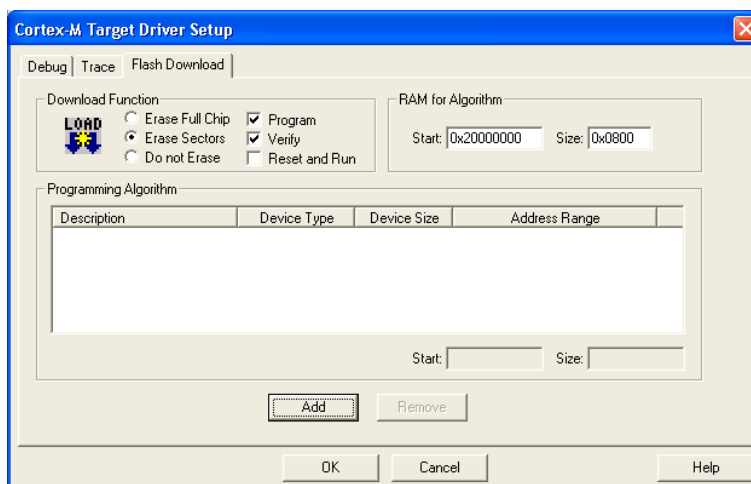 Cortex-M Target Driver Setup
Debug Trace Flash Download
Download Function
LOAD
Erase Full Chip
Program
Erase Sectors
Verify
Do not Erase
Reset and Run
RAM for Algorithm
Start: 0x20000000 Size: 0x0800
Programming Algorithm
Description Device Type Device Size Address Range
Start: Size:
Add Remove
OK Cancel Help